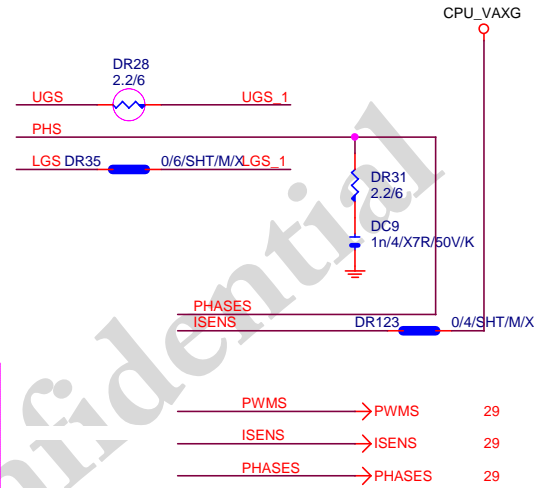 CPU_VAXG
DR28
2.2/6
UGS UGS_1
PHS
LGS DR35 0/6/SHT/M/X LGS_1
DR31
2.2/6
DC9
1n/4/X7R/50V/K
PHASES
ISENS DR123 0/4/SHT/M/X
PWMS PWMS 29
ISENS ISENS 29
PHASES PHASES 29
nfidential